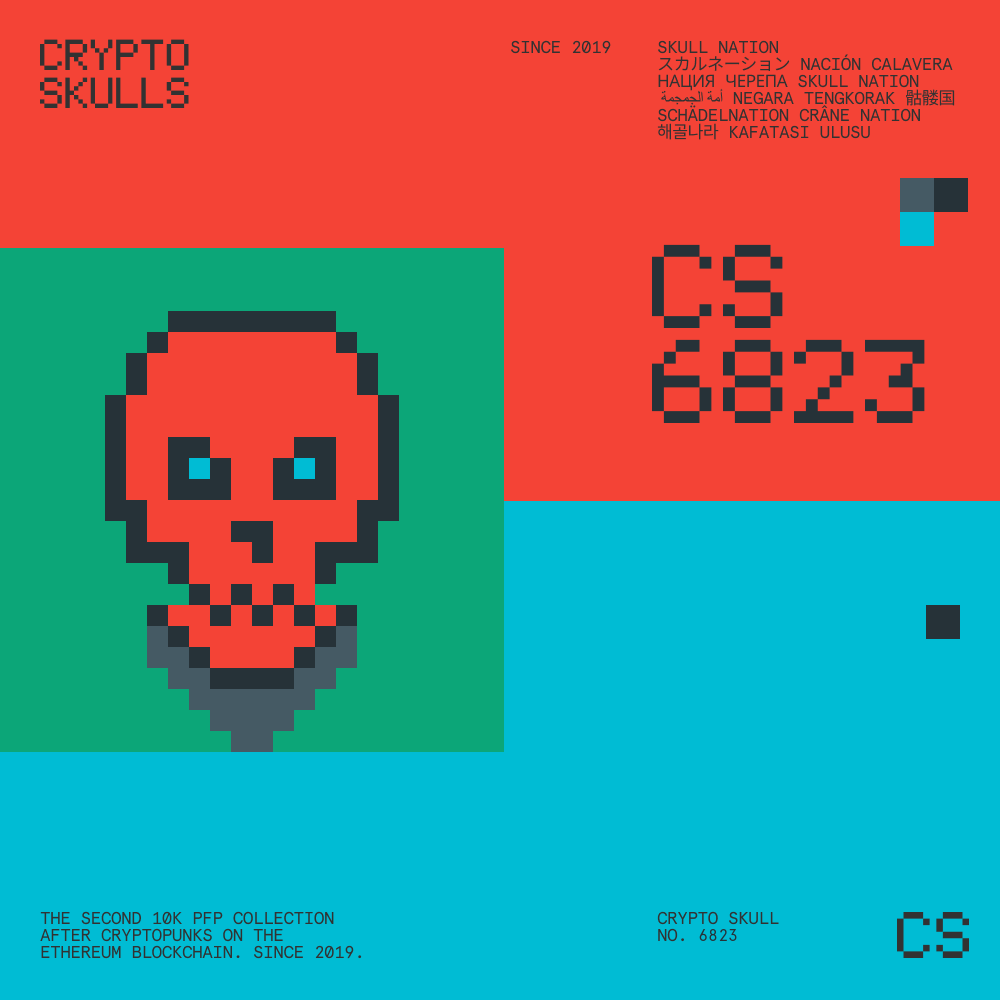 CRYPTO
SKULLS
SINCE 2019
SKULL NATION
スカルネーション NACIÓN CALAVERA
НАЦИЯ ЧЕРЕПА SKULL NATION
أمة الجمجمة NEGARA TENGKORAK 骷髅国
SCHÄDELNATION CRÂNE NATION
해골나라 KAFATASI ULUSU
CS
6823
THE SECOND 10K PFP COLLECTION
AFTER CRYPTOPUNKS ON THE
ETHEREUM BLOCKCHAIN. SINCE 2019.
CRYPTO SKULL
NO. 6823
CS